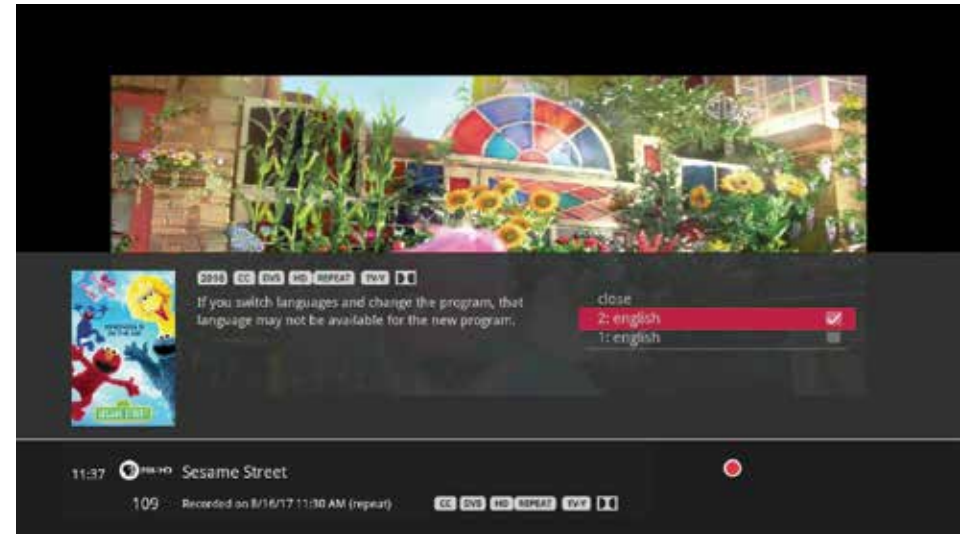 2016 CC DVS HD REPEAT TV-Y
If you switch languages and change the program, that
language may not be available for the new program.
close
2: english
1: english
SESAME STREET
11:37 PBS HD Sesame Street
109 Recorded on 8/16/17 11:30 AM (repeat) CC DVS HD REPEAT TV-Y